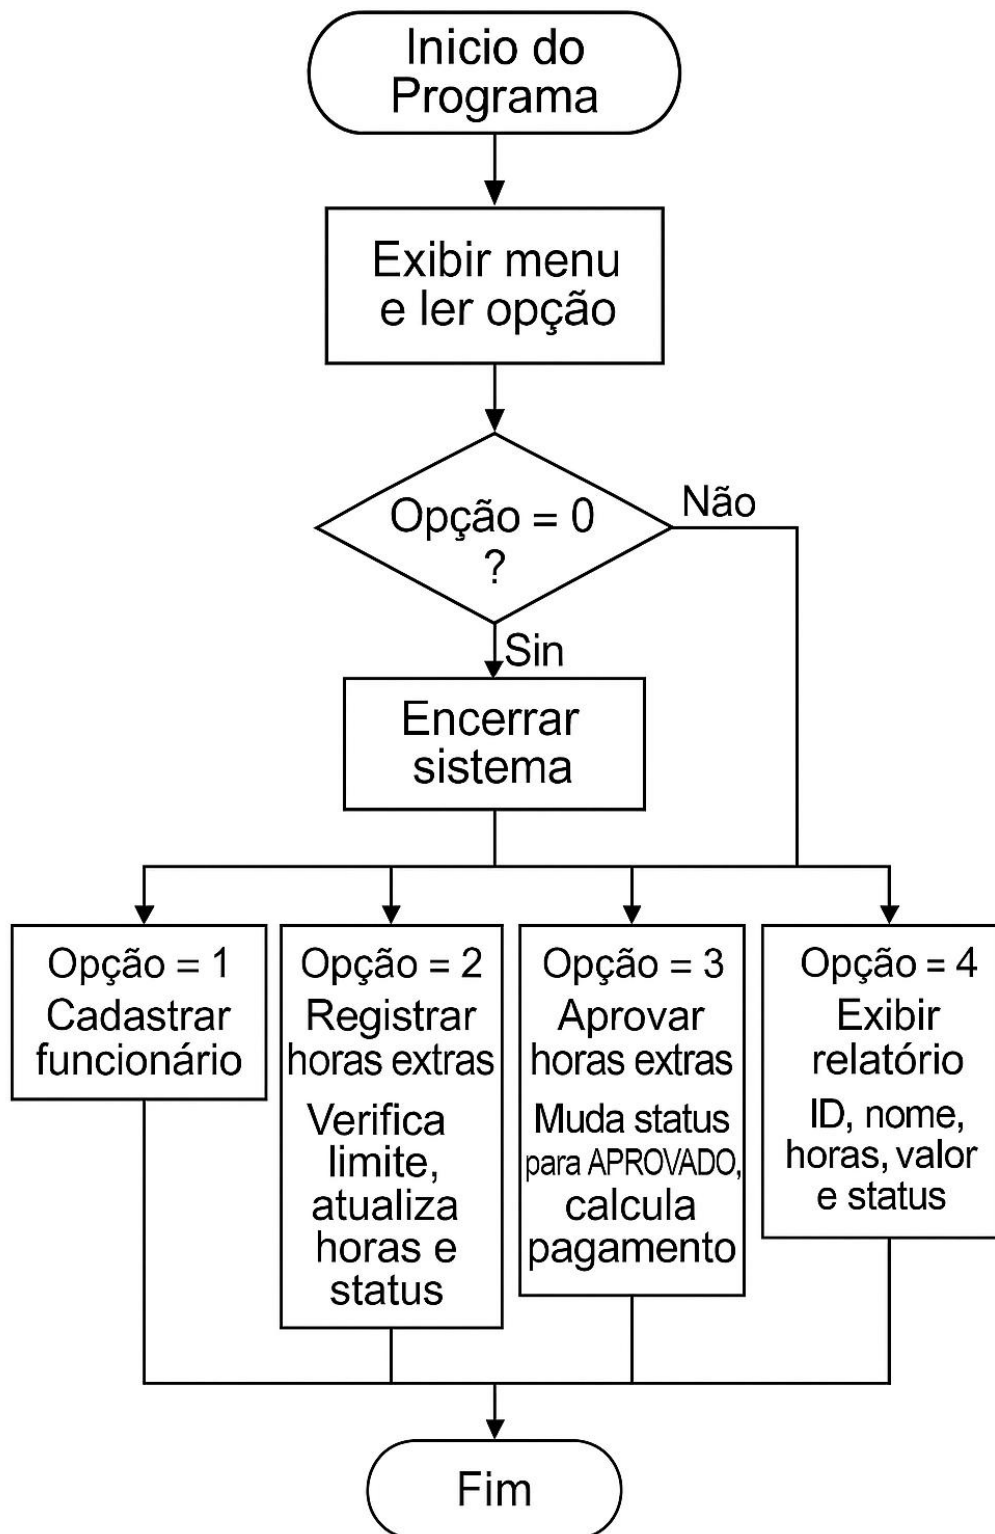 Inicio do
Programa
Exibir menu
e ler opção
Opção = 0
?
Não
Sin
Encerrar
sistema
Opção = 1
Cadastrar
funcionário
Opção = 2
Registrar
horas extras
Verifica
limite,
atualiza
horas e
status
Opção = 3
Aprovar
horas extras
Muda status
para APROVADO,
calcula
pagamento
Opção = 4
Exibir
relatório
ID, nome,
horas, valor
e status
Fim